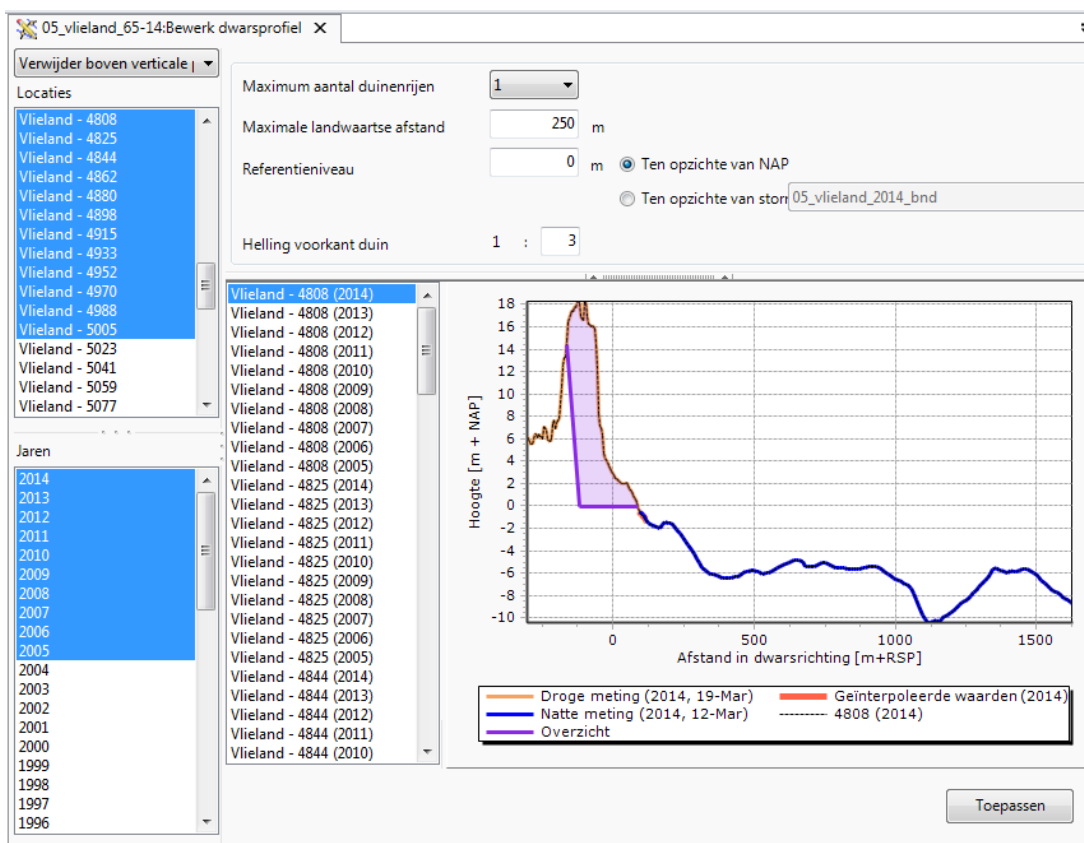 05_vlieland_65-14:Bewerk dwarsprofiel X
Verwijder boven verticale
Locaties
Vlieland - 4808
Vlieland - 4825
Vlieland - 4844
Vlieland - 4862
Vlieland - 4880
Vlieland - 4898
Vlieland - 4915
Vlieland - 4933
Vlieland - 4952
Vlieland - 4970
Vlieland - 4988
Vlieland - 5005
Vlieland - 5023
Vlieland - 5041
Vlieland - 5059
Vlieland - 5077
Jaren
2014
2013
2012
2011
2010
2009
2008
2007
2006
2005
2004
2003
2002
2001
2000
1999
1998
1997
1996
Maximum aantal duinenrijen 1
Maximale landwaartse afstand 250 m
Referentieniveau 0 m Ten opzichte van NAP
Ten opzichte van storr 05_vlieland_2014_bnd
Helling voorkant duin 1 : 3
Vlieland - 4808 (2014)
Vlieland - 4808 (2013)
Vlieland - 4808 (2012)
Vlieland - 4808 (2011)
Vlieland - 4808 (2010)
Vlieland - 4808 (2009)
Vlieland - 4808 (2008)
Vlieland - 4808 (2007)
Vlieland - 4808 (2006)
Vlieland - 4808 (2005)
Vlieland - 4825 (2014)
Vlieland - 4825 (2013)
Vlieland - 4825 (2012)
Vlieland - 4825 (2011)
Vlieland - 4825 (2010)
Vlieland - 4825 (2009)
Vlieland - 4825 (2008)
Vlieland - 4825 (2007)
Vlieland - 4825 (2006)
Vlieland - 4825 (2005)
Vlieland - 4844 (2014)
Vlieland - 4844 (2013)
Vlieland - 4844 (2012)
Vlieland - 4844 (2011)
Vlieland - 4844 (2010)
Hoogte [m + NAP]
18
16
14
12
10
8
6
4
2
0
-2
-4
-6
-8
-10
0 500 1000 1500
Afstand in dwarsrichting [m+RSP]
Droge meting (2014, 19-Mar) Geïnterpoleerde waarden (2014)
Natte meting (2014, 12-Mar) 4808 (2014)
Overzicht
Toepassen